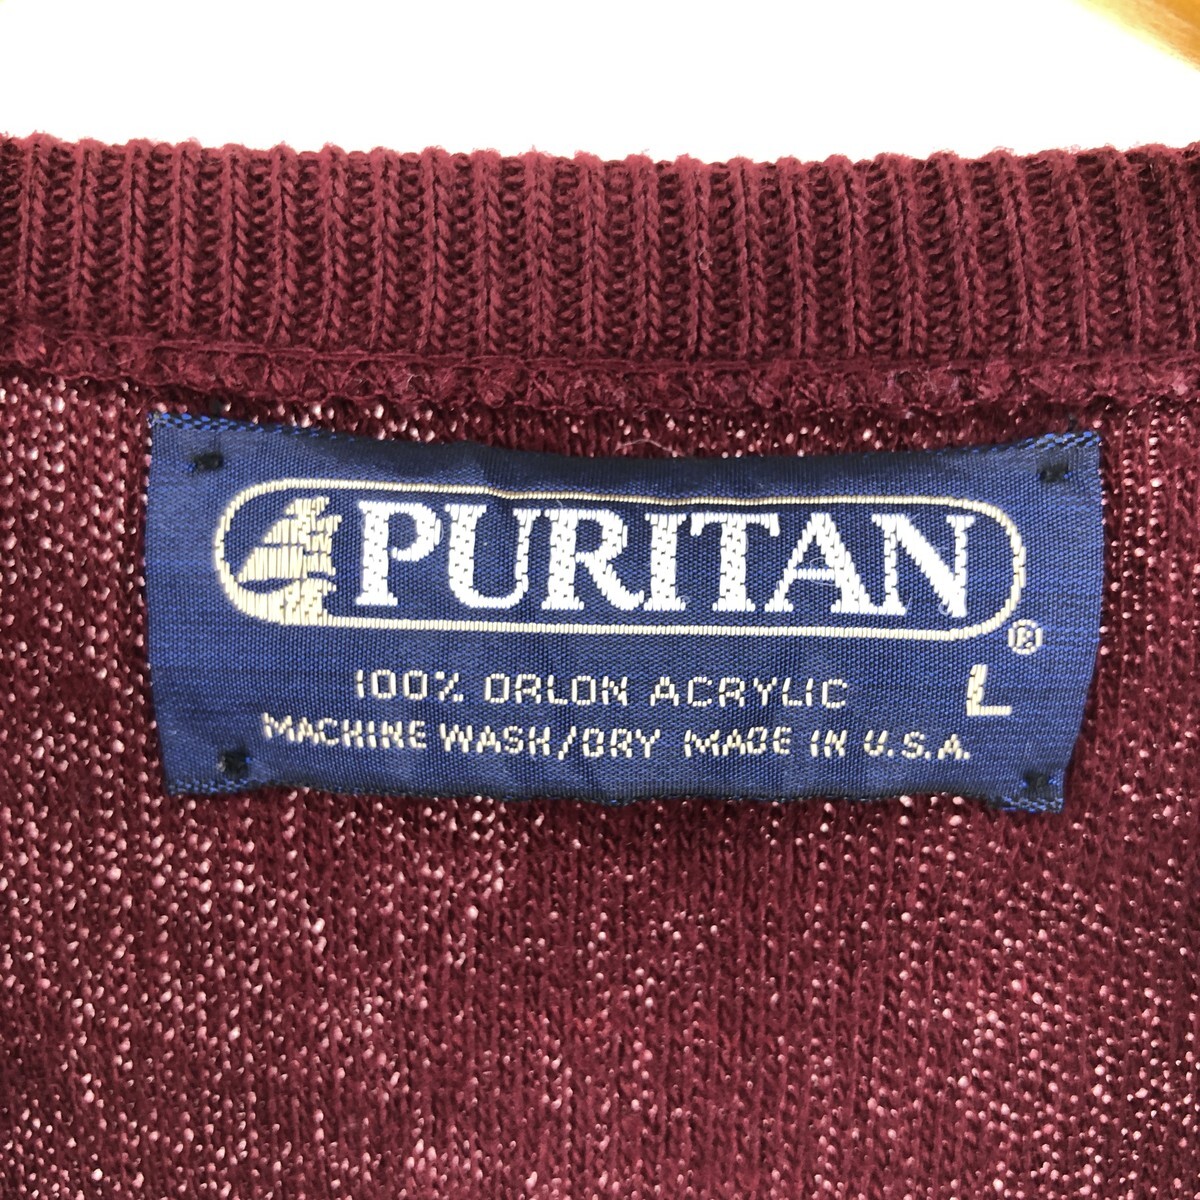 PURITAN®
100% ORLON ACRYLIC L
MACHINE WASH/DRY MADE IN U.S.A.